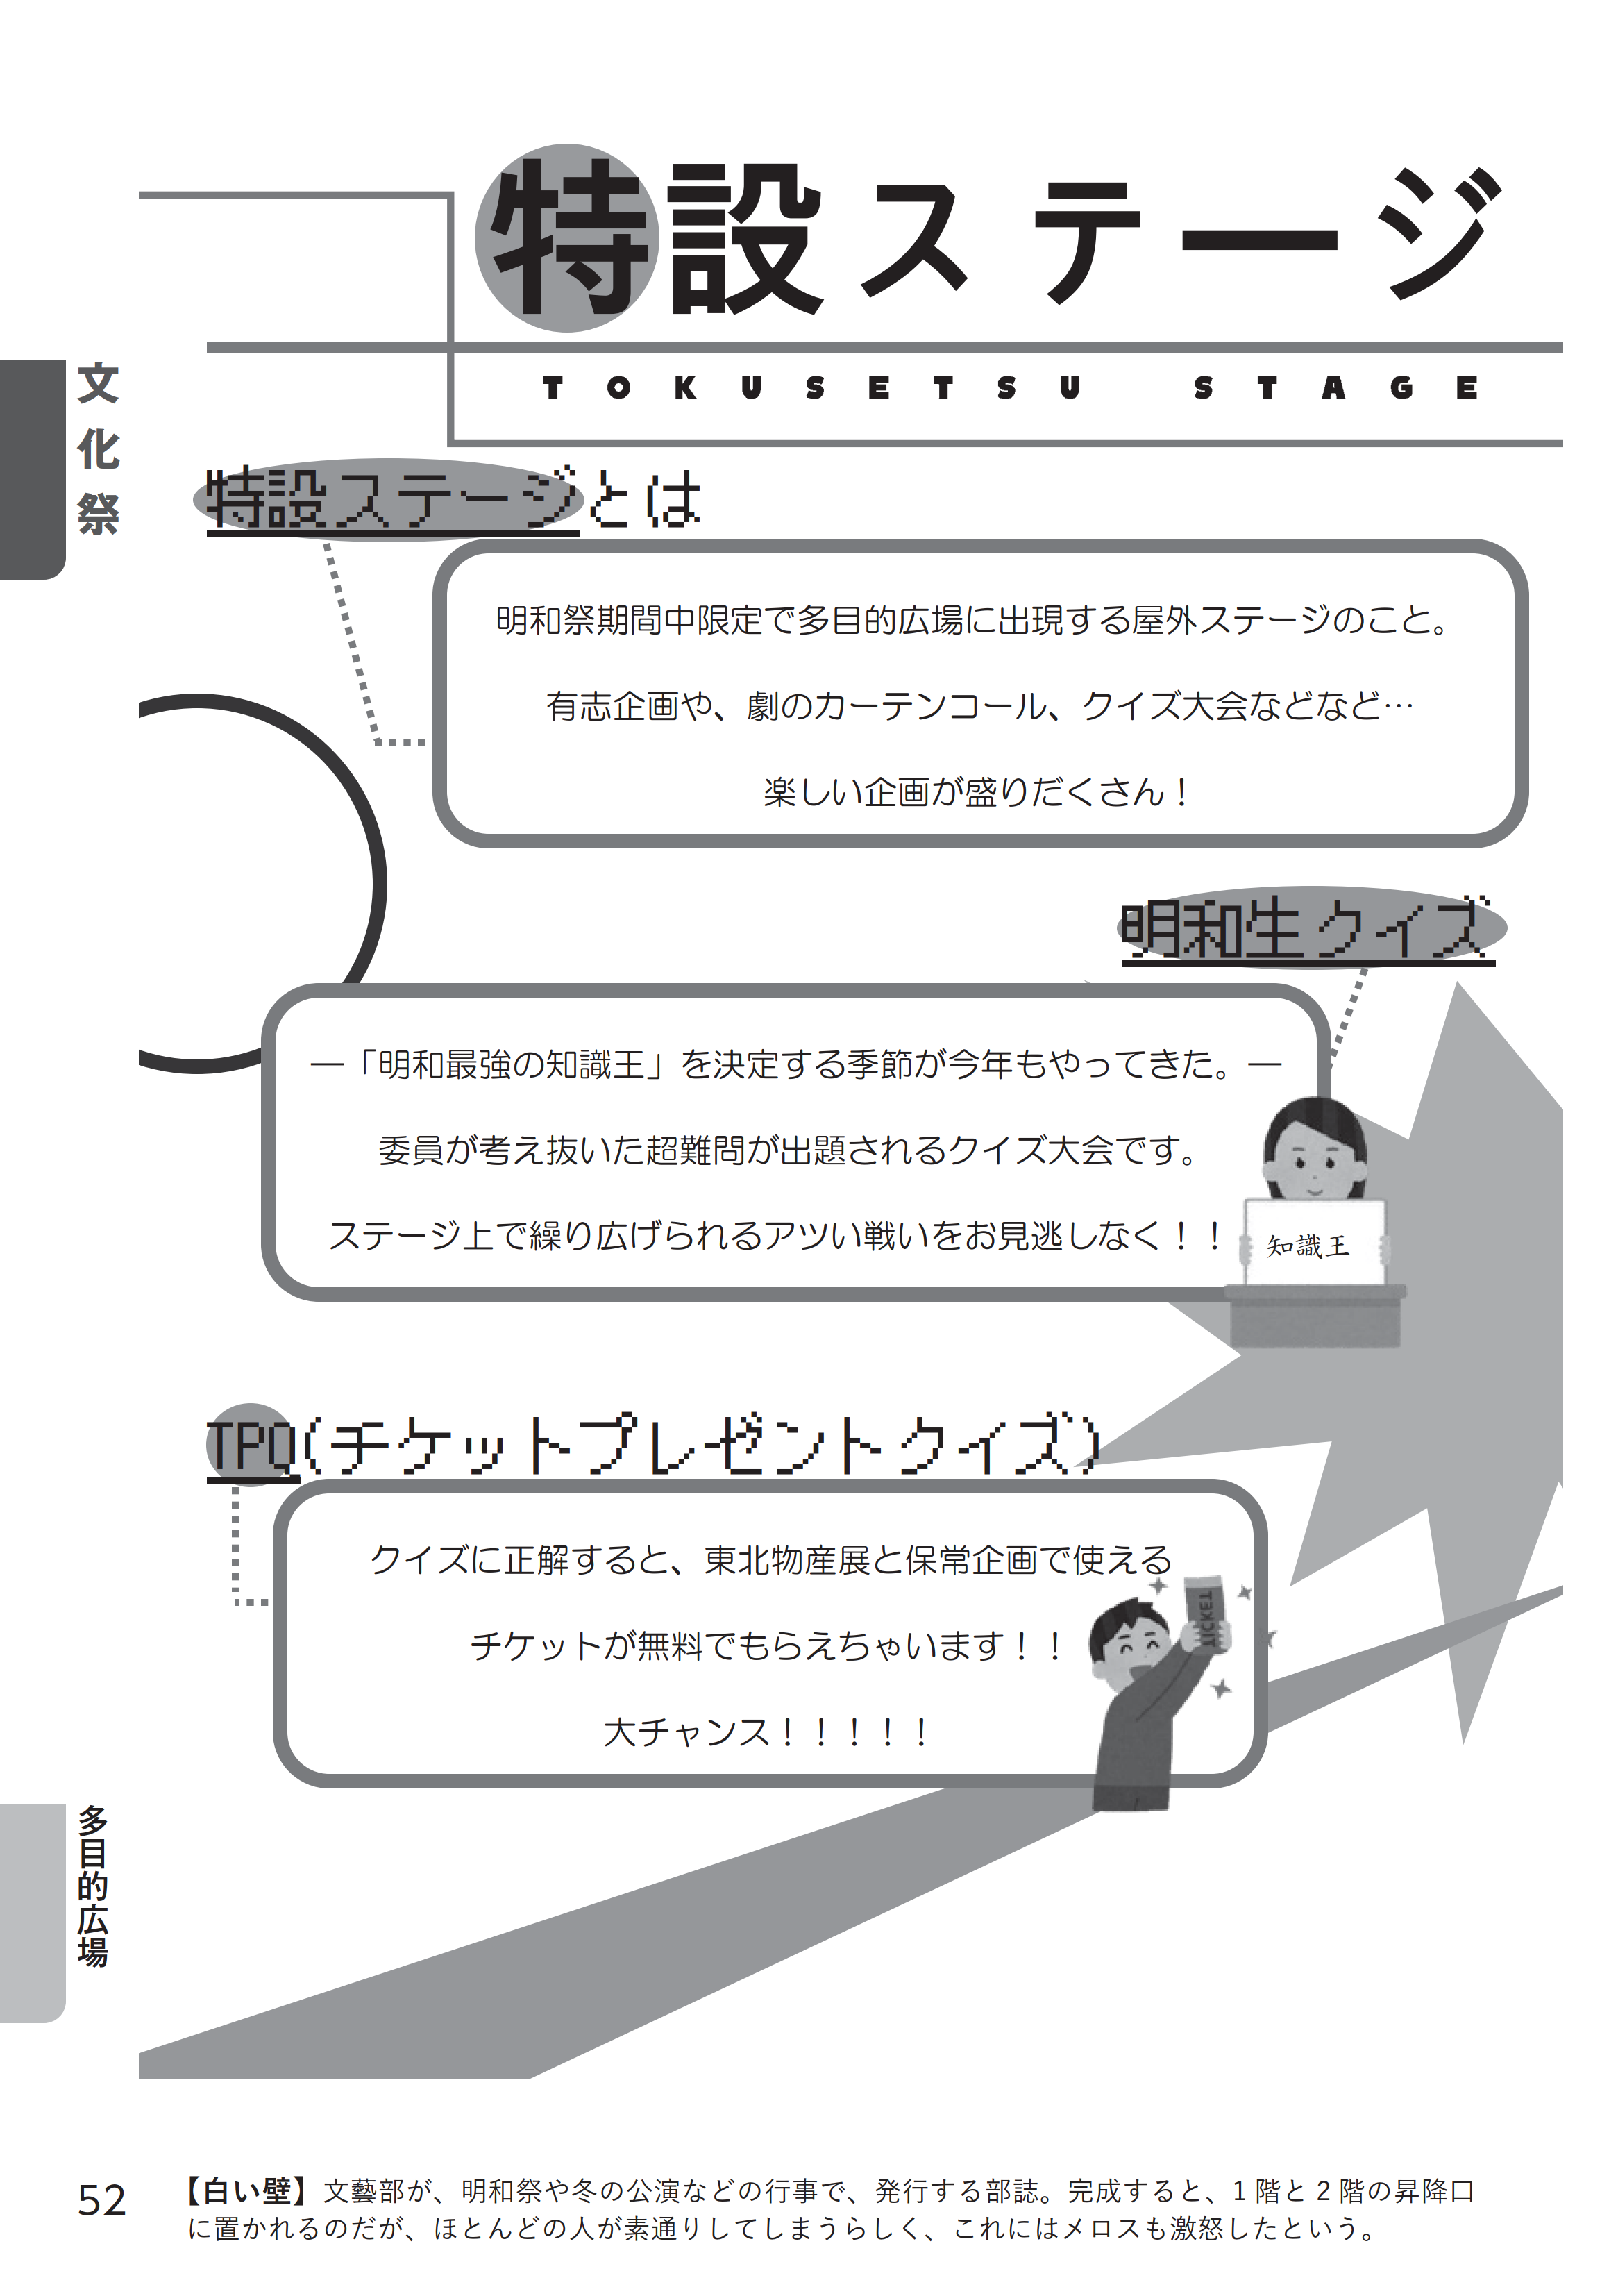 特設ステージ
TOKUSETSU STAGE
文化祭
特設ステージとは
明和祭期間中限定で多目的広場に出現する屋外ステージのこと。
有志企画や、劇のカーテンコール、クイズ大会などなど…
楽しい企画が盛りだくさん！
明和生クイズ
―「明和最強の知識王」を決定する季節が今年もやってきた。―
委員が考え抜いた超難問が出題されるクイズ大会です。
ステージ上で繰り広げられるアツい戦いをお見逃しなく！！
知識王
TPQ(チケットプレゼントクイズ)
クイズに正解すると、東北物産展と保常企画で使える
チケットが無料でもらえちゃいます！！
TICKET
大チャンス！！！！！
多目的広場
52
【白い壁】文藝部が、明和祭や冬の公演などの行事で、発行する部誌。完成すると、1 階と 2 階の昇降口
に置かれるのだが、ほとんどの人が素通りしてしまうらしく、これにはメロスも激怒したという。